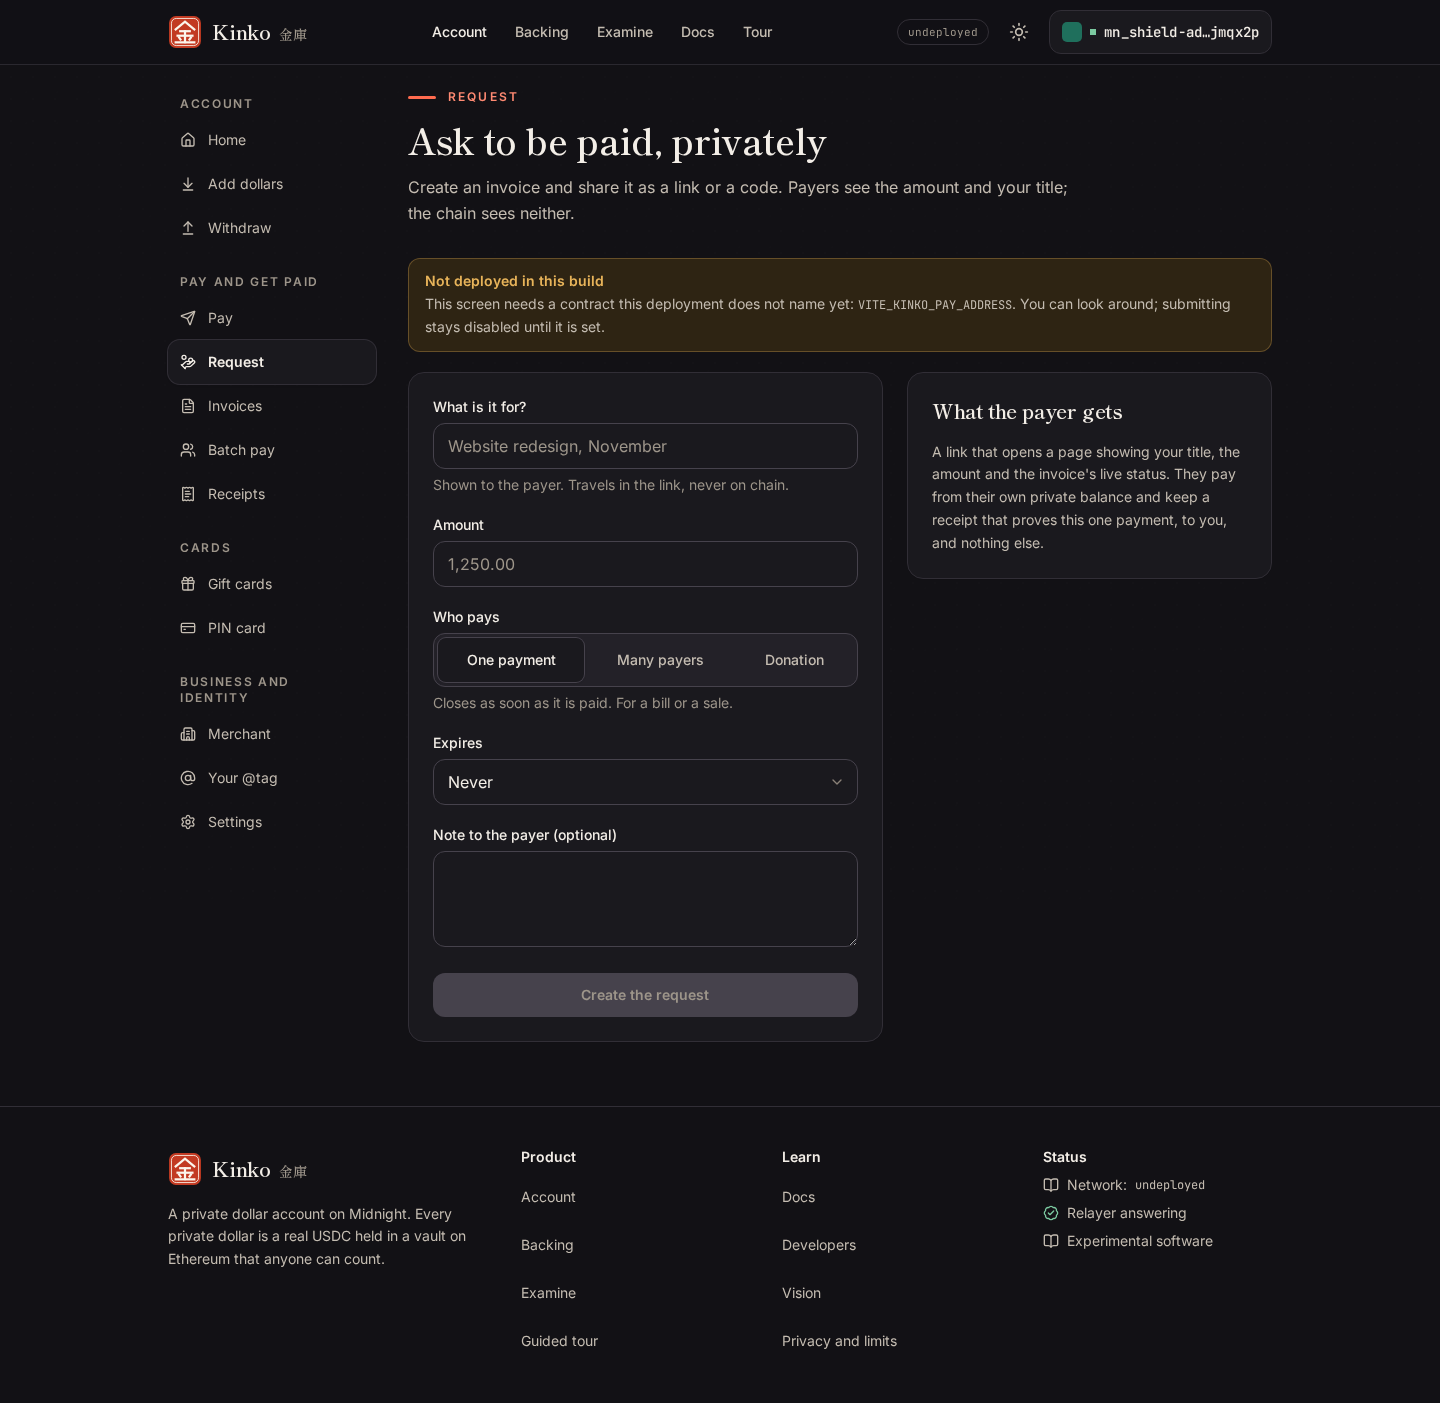 金 Kinko 金庫
Account Backing Examine Docs Tour
undeployed
mn_shield-ad…jmqx2p
ACCOUNT
Home
Add dollars
Withdraw
PAY AND GET PAID
Pay
Request
Invoices
Batch pay
Receipts
CARDS
Gift cards
PIN card
BUSINESS AND
IDENTITY
Merchant
Your @tag
Settings
REQUEST
Ask to be paid, privately
Create an invoice and share it as a link or a code. Payers see the amount and your title;
the chain sees neither.
Not deployed in this build
This screen needs a contract this deployment does not name yet: VITE_KINKO_PAY_ADDRESS. You can look around; submitting
stays disabled until it is set.
What is it for?
Website redesign, November
Shown to the payer. Travels in the link, never on chain.
Amount
1,250.00
Who pays
One payment Many payers Donation
Closes as soon as it is paid. For a bill or a sale.
Expires
Never
Note to the payer (optional)
Create the request
What the payer gets
A link that opens a page showing your title, the
amount and the invoice's live status. They pay
from their own private balance and keep a
receipt that proves this one payment, to you,
and nothing else.
金 Kinko 金庫
A private dollar account on Midnight. Every
private dollar is a real USDC held in a vault on
Ethereum that anyone can count.
Product
Account
Backing
Examine
Guided tour
Learn
Docs
Developers
Vision
Privacy and limits
Status
Network: undeployed
Relayer answering
Experimental software